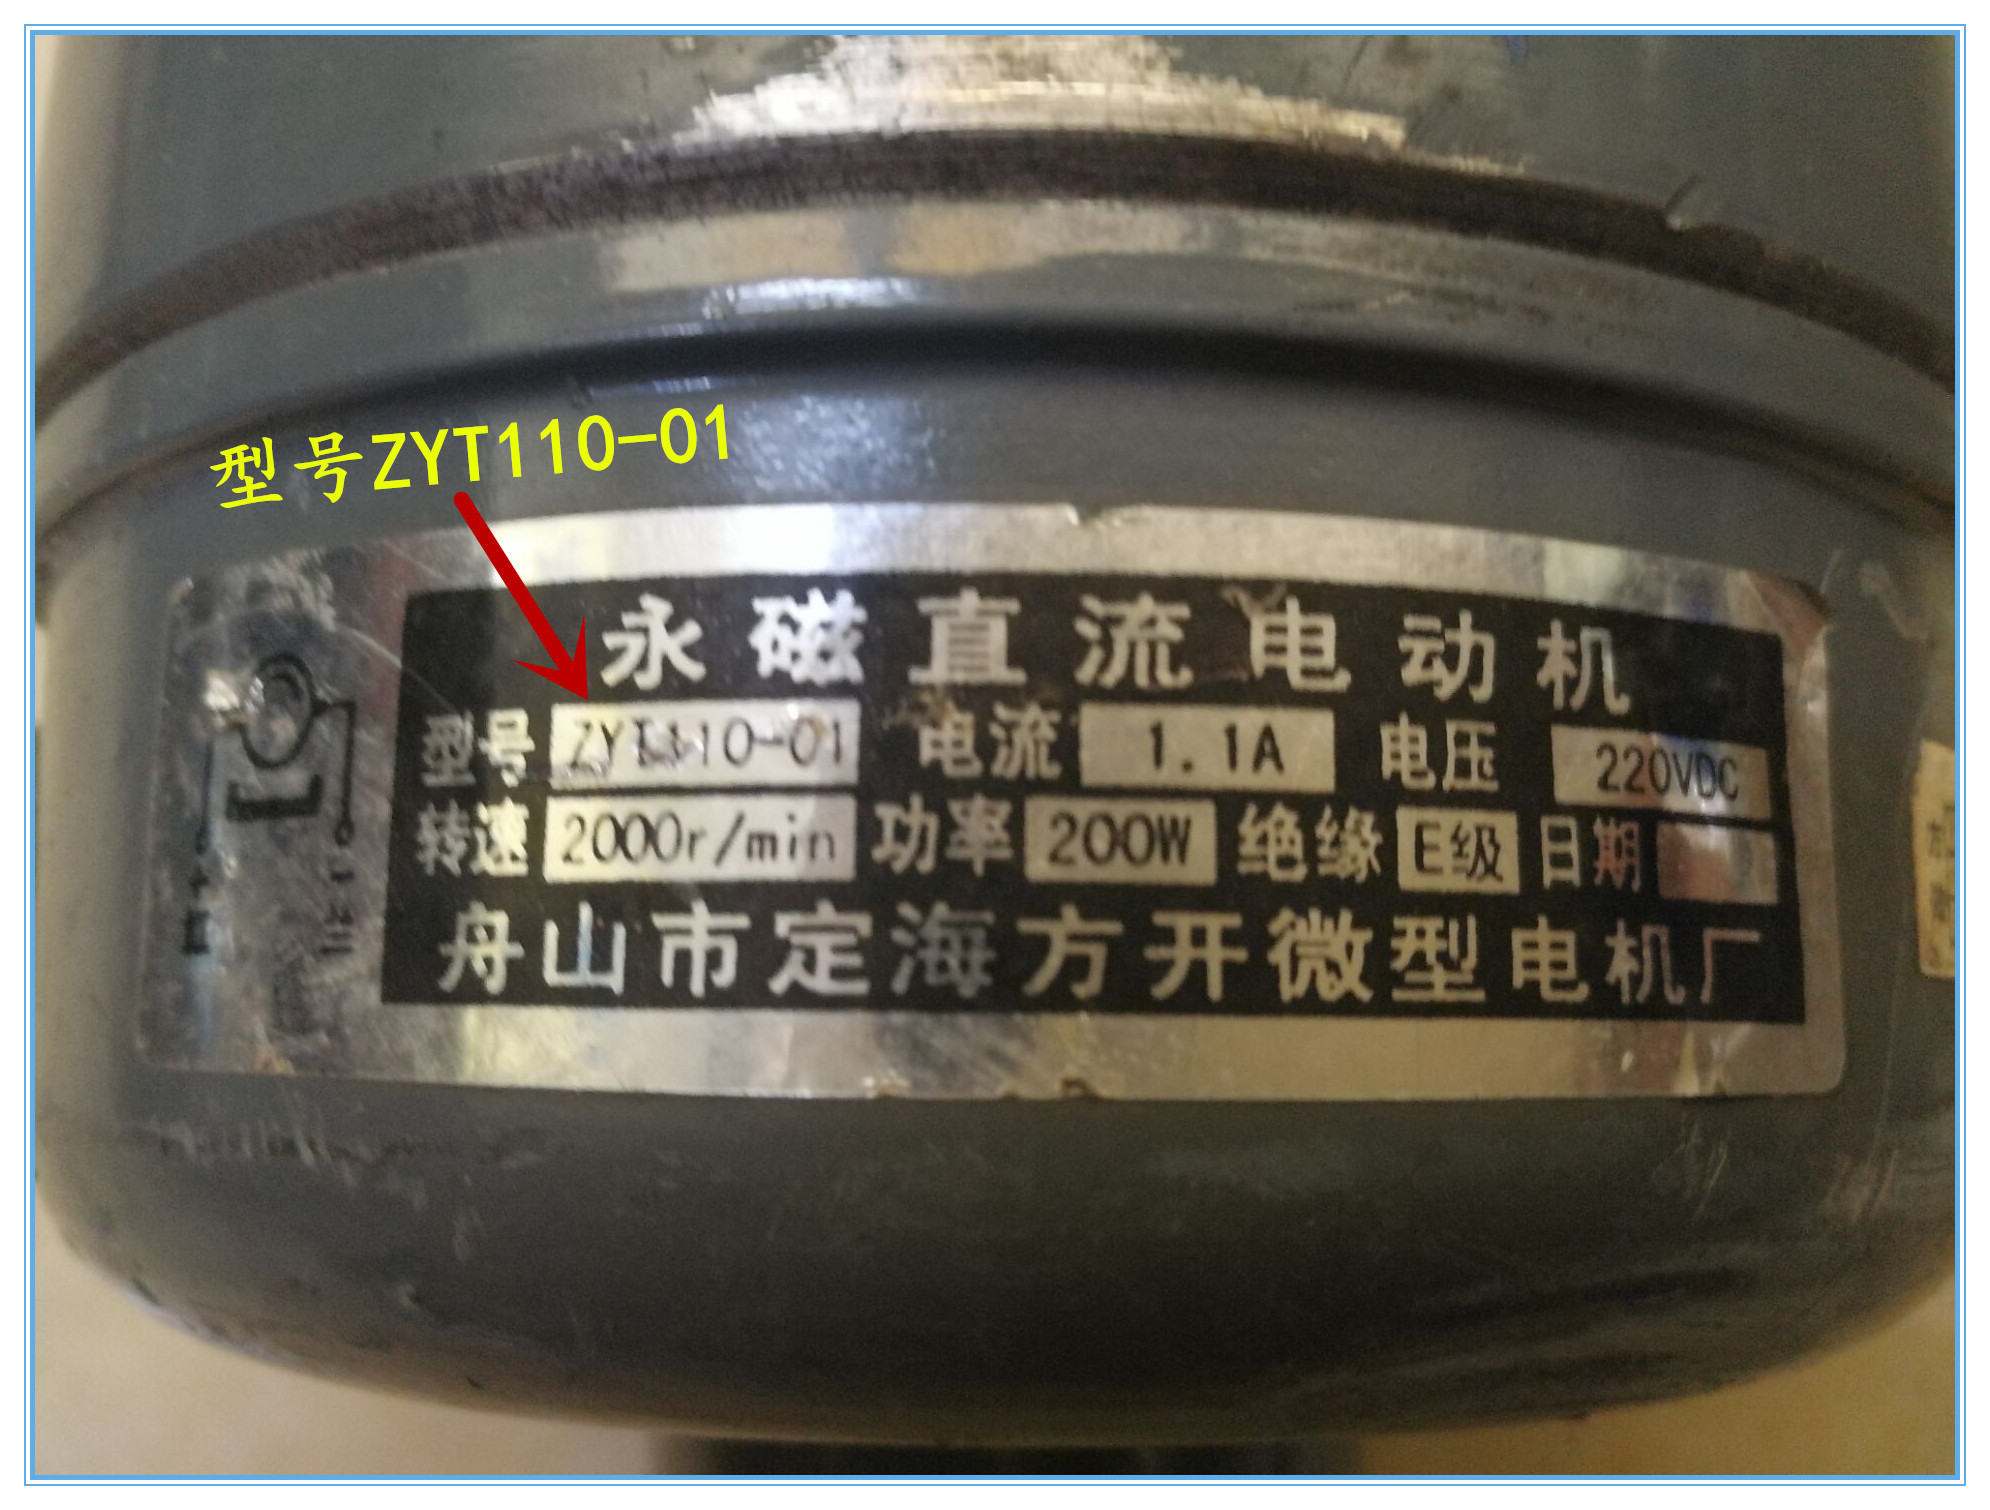 型号ZYT110-01
永磁直流电动机
型号 ZYT110-01 电流 1.1A 电压 220VDC
转速 2000r/min 功率 200W 绝缘 E级 日期
舟山市定海方开微型电机厂